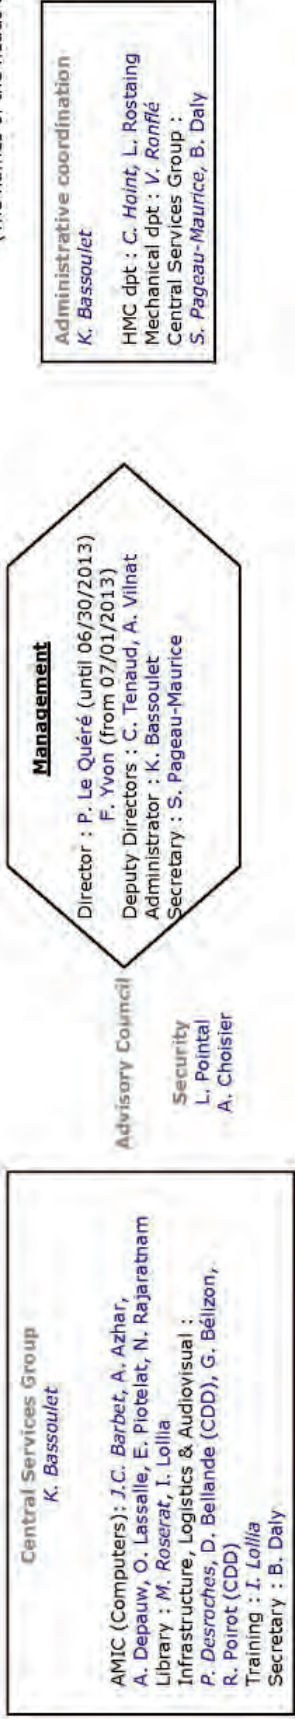 Central Services Group
K. Bassoulet
AMIC (Computers): J.C. Barbet, A. Azhar,
A. Depauw, O. Lassalle, E. Piotelat, N. Rajaratnam
Library : M. Roserat, I. Lollia
Infrastructure, Logistics & Audiovisual :
P. Desroches, D. Bellande (CDD), G. Bélizon,
R. Poirot (CDD)
Training : I. Lollia
Secretary : B. Daly
Advisory Council
Security
L. Pointal
A. Choisier
Management
Director : P. Le Quéré (until 06/30/2013)
F. Yvon (from 07/01/2013)
Deputy Directors : C. Tenaud, A. Vilnat
Administrator : K. Bassoulet
Secretary : S. Pageau-Maurice
Administrative coordination
K. Bassoulet
HMC dpt : C. Hoint, L. Rostaing
Mechanical dpt : V. Ronflé
Central Services Group :
S. Pageau-Maurice, B. Daly